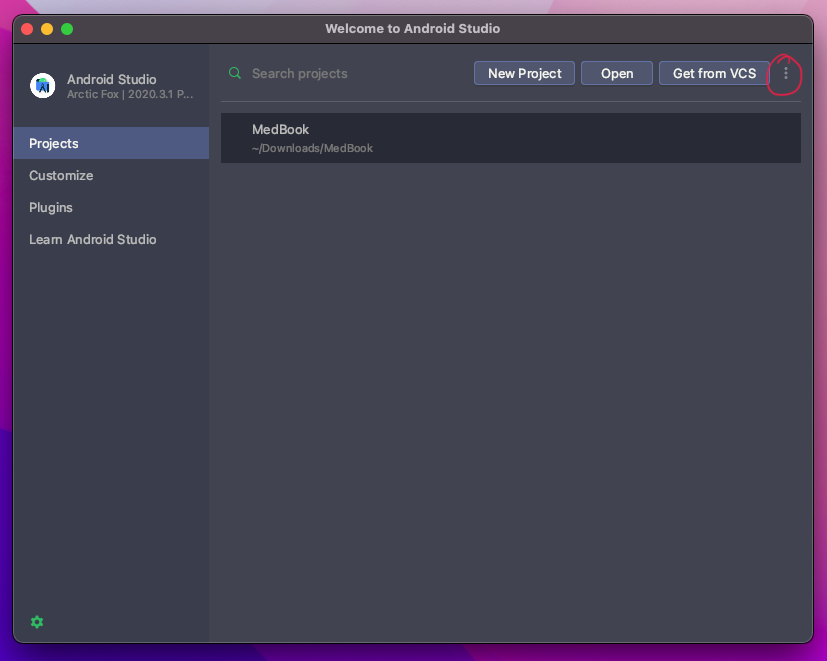 Welcome to Android Studio
Android Studio
Arctic Fox | 2020.3.1 P...
Search projects
New Project
Open
Get from VCS
Projects
Customize
Plugins
Learn Android Studio
MedBook
~/Downloads/MedBook